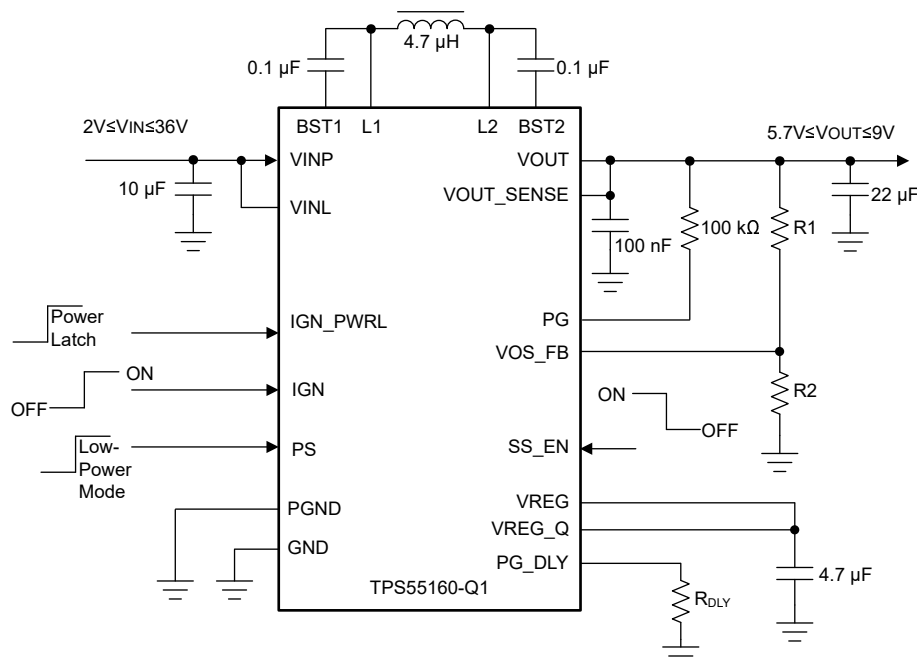 4.7 µH
0.1 µF
0.1 µF
BST1 L1 L2 BST2
2V≤VIN≤36V
5.7V≤VOUT≤9V
VINP
VOUT
10 µF
VINL
VOUT_SENSE
22 µF
100 nF
100 kΩ
R1
Power
Latch
IGN_PWRL
PG
VOS_FB
OFF ON
IGN
ON
OFF
R2
Low-
Power
Mode
PS
SS_EN
PGND
VREG
VREG_Q
GND
PG_DLY
4.7 µF
TPS55160-Q1
RDLY